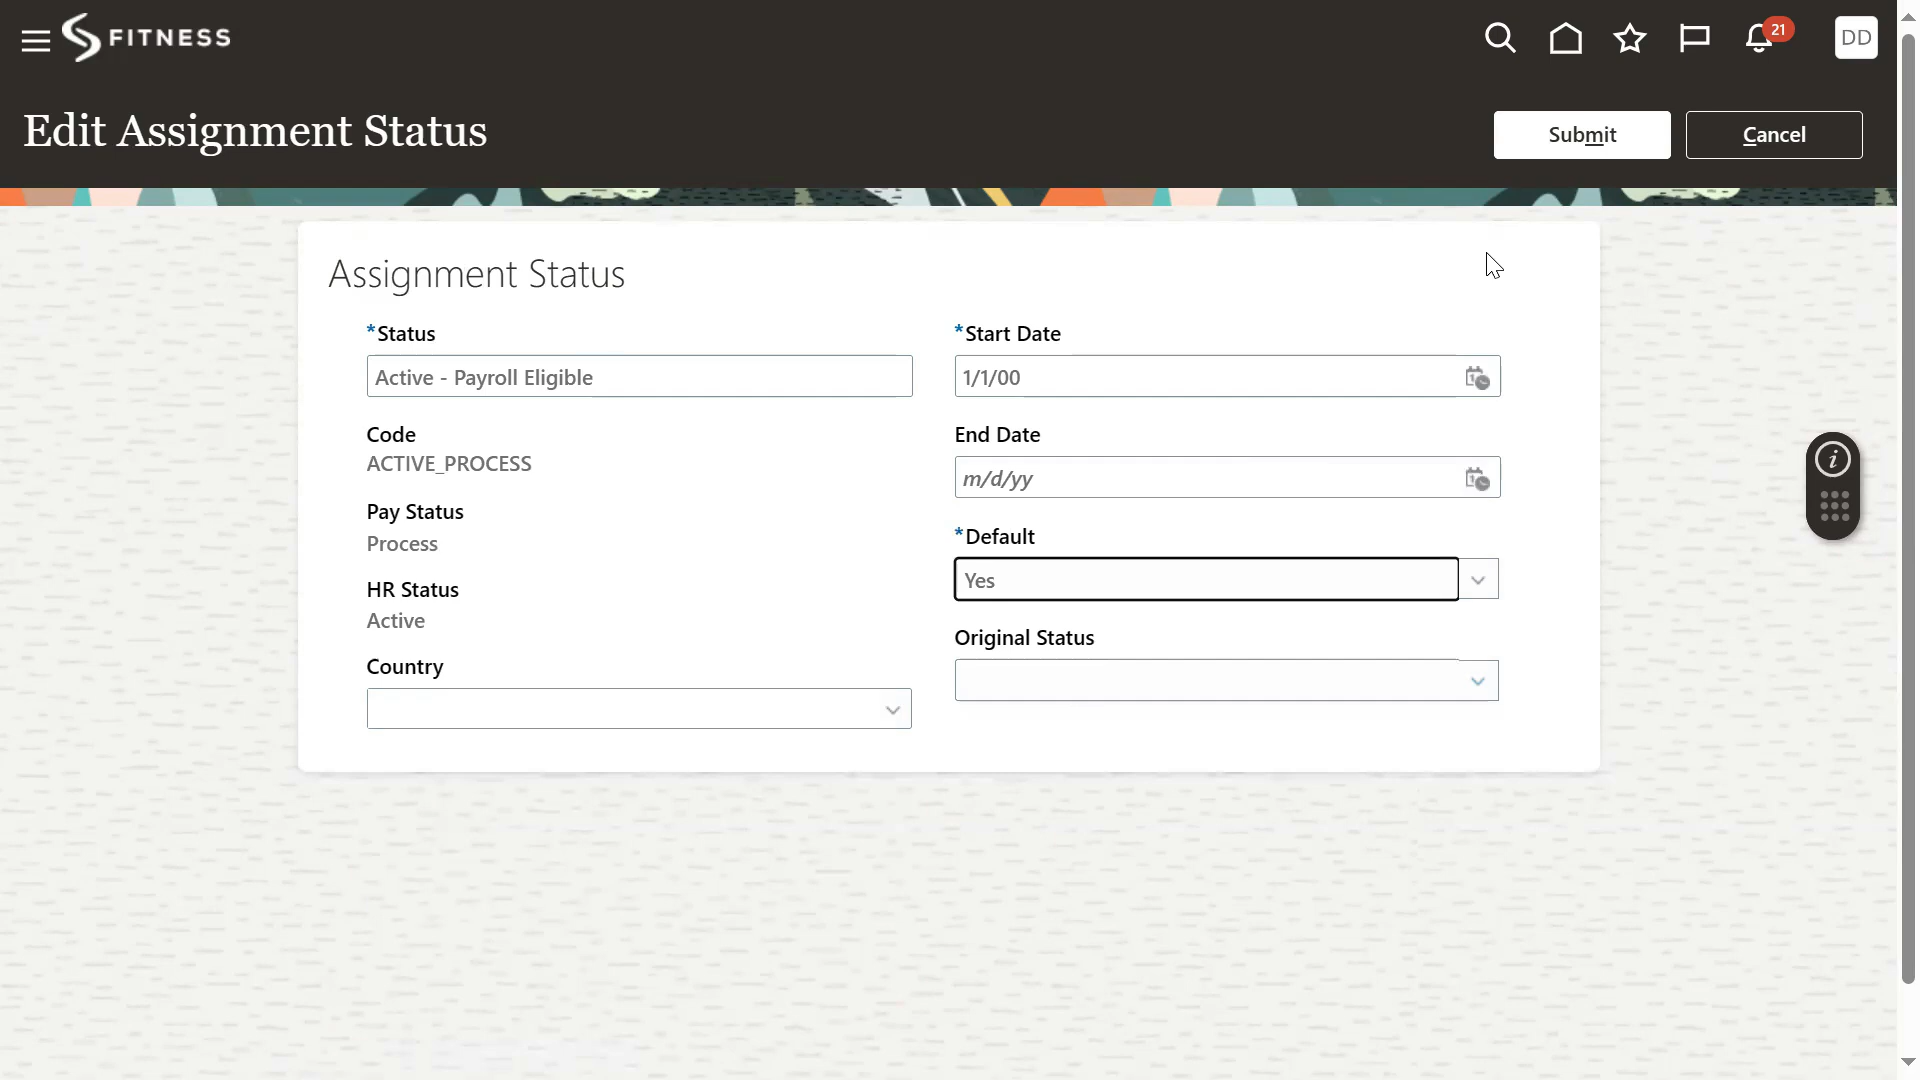 FITNESS
21
DD
Edit Assignment Status
Submit
Cancel
Assignment Status
*Status
Active - Payroll Eligible
Code
ACTIVE_PROCESS
Pay Status
Process
HR Status
Active
Country
*Start Date
1/1/00
End Date
m/d/yy
*Default
Yes
Original Status